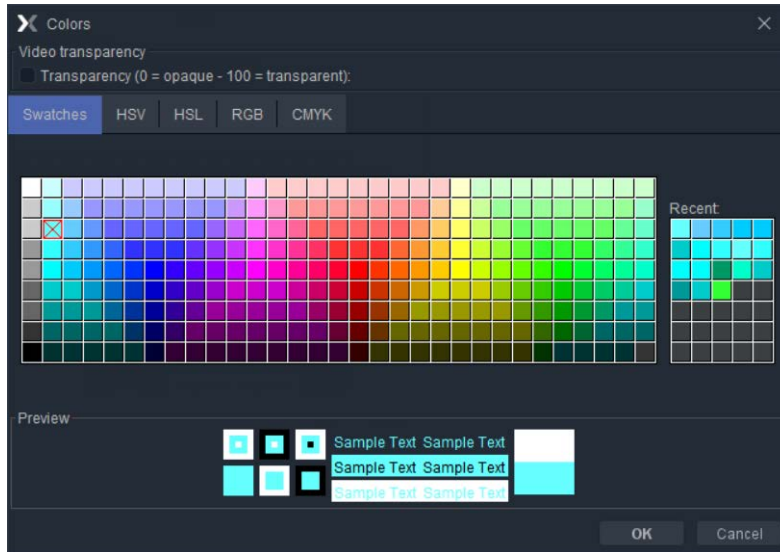 Colors
Video transparency
Transparency (0 = opaque - 100 = transparent):
Swatches HSV HSL RGB CMYK
Recent:
Preview
Sample Text Sample Text
Sample Text Sample Text
Sample Text Sample Text
OK Cancel